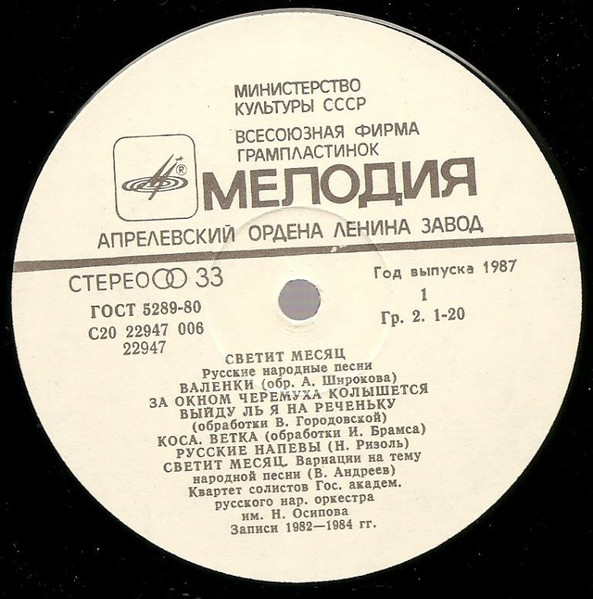 МИНИСТЕРСТВО
КУЛЬТУРЫ СССР
ВСЕСОЮЗНАЯ ФИРМА
ГРАМПЛАСТИНОК
®
МЕЛОДИЯ
АПРЕЛЕВСКИЙ ОРДЕНА ЛЕНИНА ЗАВОД
СТЕРЕО 33
Год выпуска 1987
ГОСТ 5289-80
1
С20 22947 006
Гр. 2. 1-20
22947
СВЕТИТ МЕСЯЦ
Русские народные песни
ВАЛЕНКИ (обр. А. Широкова)
ЗА ОКНОМ ЧЕРЕМУХА КОЛЫШЕТСЯ
ВЫЙДУ ЛЬ Я НА РЕЧЕНЬКУ
(обработки В. Городовской)
КОСА. ВЕТКА (обработки И. Брамса)
РУССКИЕ НАПЕВЫ (Н. Ризоль)
СВЕТИТ МЕСЯЦ. Вариации на тему
народной песни (В. Андреев)
Квартет солистов Гос. академ.
русского нар. оркестра
им. Н. Осипова
Записи 1982—1984 гг.